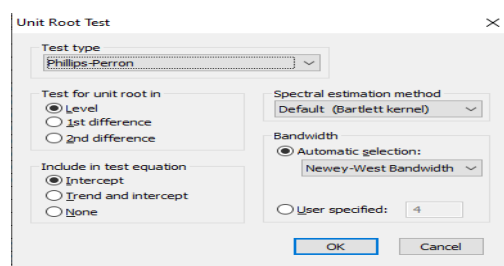 Unit Root Test
Test type
Phillips-Perron
Test for unit root in
Level
1st difference
2nd difference
Include in test equation
Intercept
Trend and intercept
None
Spectral estimation method
Default (Bartlett kernel)
Bandwidth
Automatic selection:
Newey-West Bandwidth
User specified: 4
OK Cancel